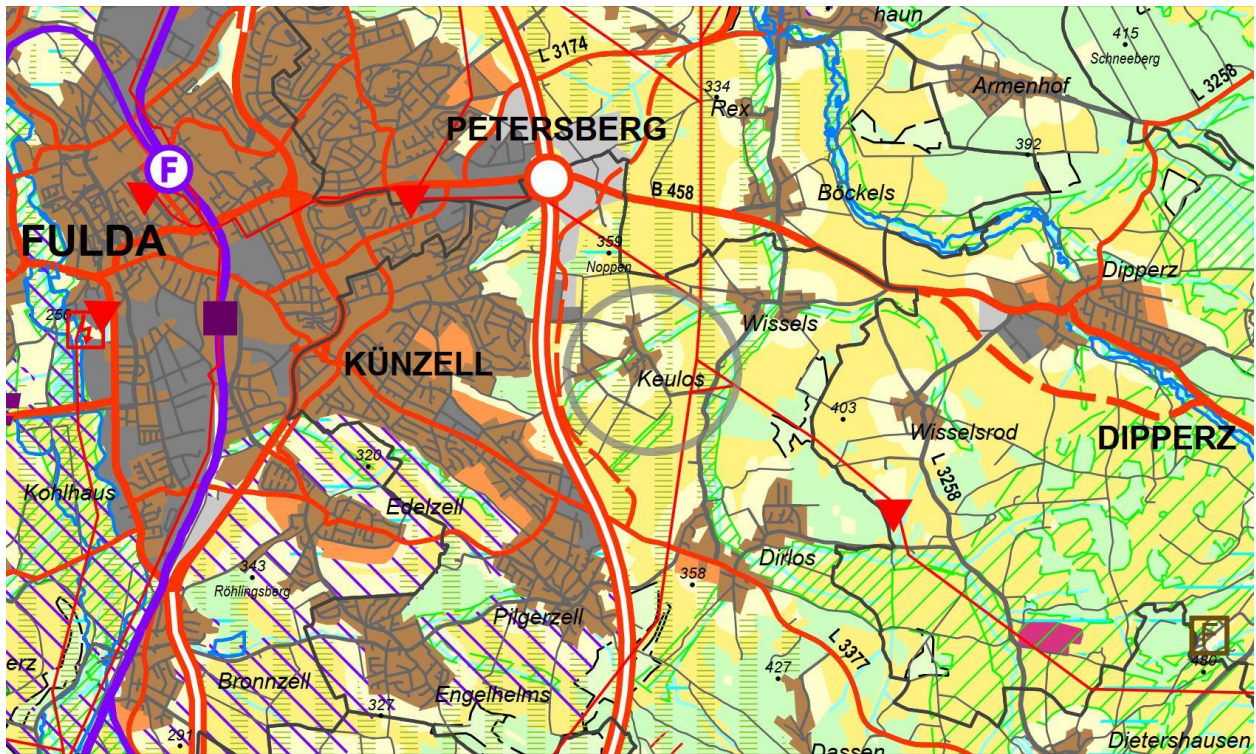 haun
415
Schneeberg
L 3174
L 3258
334
Rex
Armenhof
PETERSBERG
392
F
B 458
Böckels
FULDA
359
Noppen
Dipperz
250
Wissels
KÜNZELL
Keulos
403
Wisselsrod
DIPPERZ
320
Kohlhaus
Edelzell
L 3258
Dirlos
343
Röhlingsberg
358
Pilgerzell
L 3377
erz
427
480
Bronnzell
Engelhelms
327
291
Dassen
Dietershausen